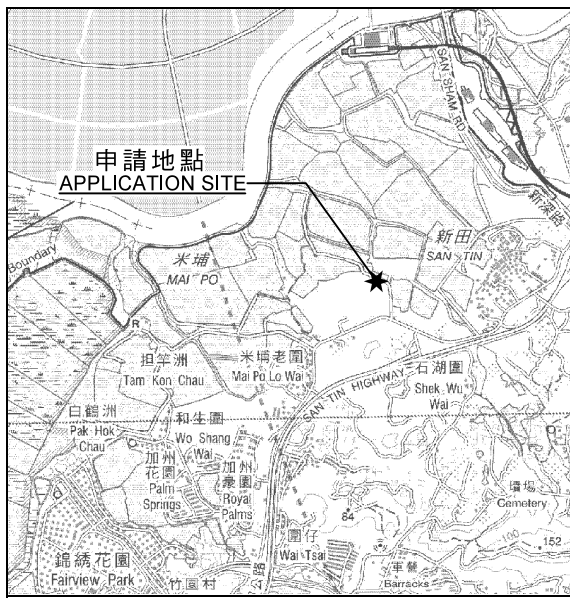 SAN SHAM RD
新深路
申請地點
APPLICATION SITE
新田
SAN TIN
米埔
MAI PO
Boundary
R
担竿洲
Tam Kon Chau
米埔老圍
Mai Po Lo Wai
SAN TIN HIGHWAY
石湖圍
Shek Wu
Wai
白鶴洲
Pak Hok
Chau
和生圍
Wo Shang
Wai
加州
花園
Palm
Springs
加州
豪園
Royal
Palms
墳場
Cemetery
84
100
152
圍仔
Wai Tsai
錦綉花園
Fairview Park
竹園村
公路
軍營
Barracks